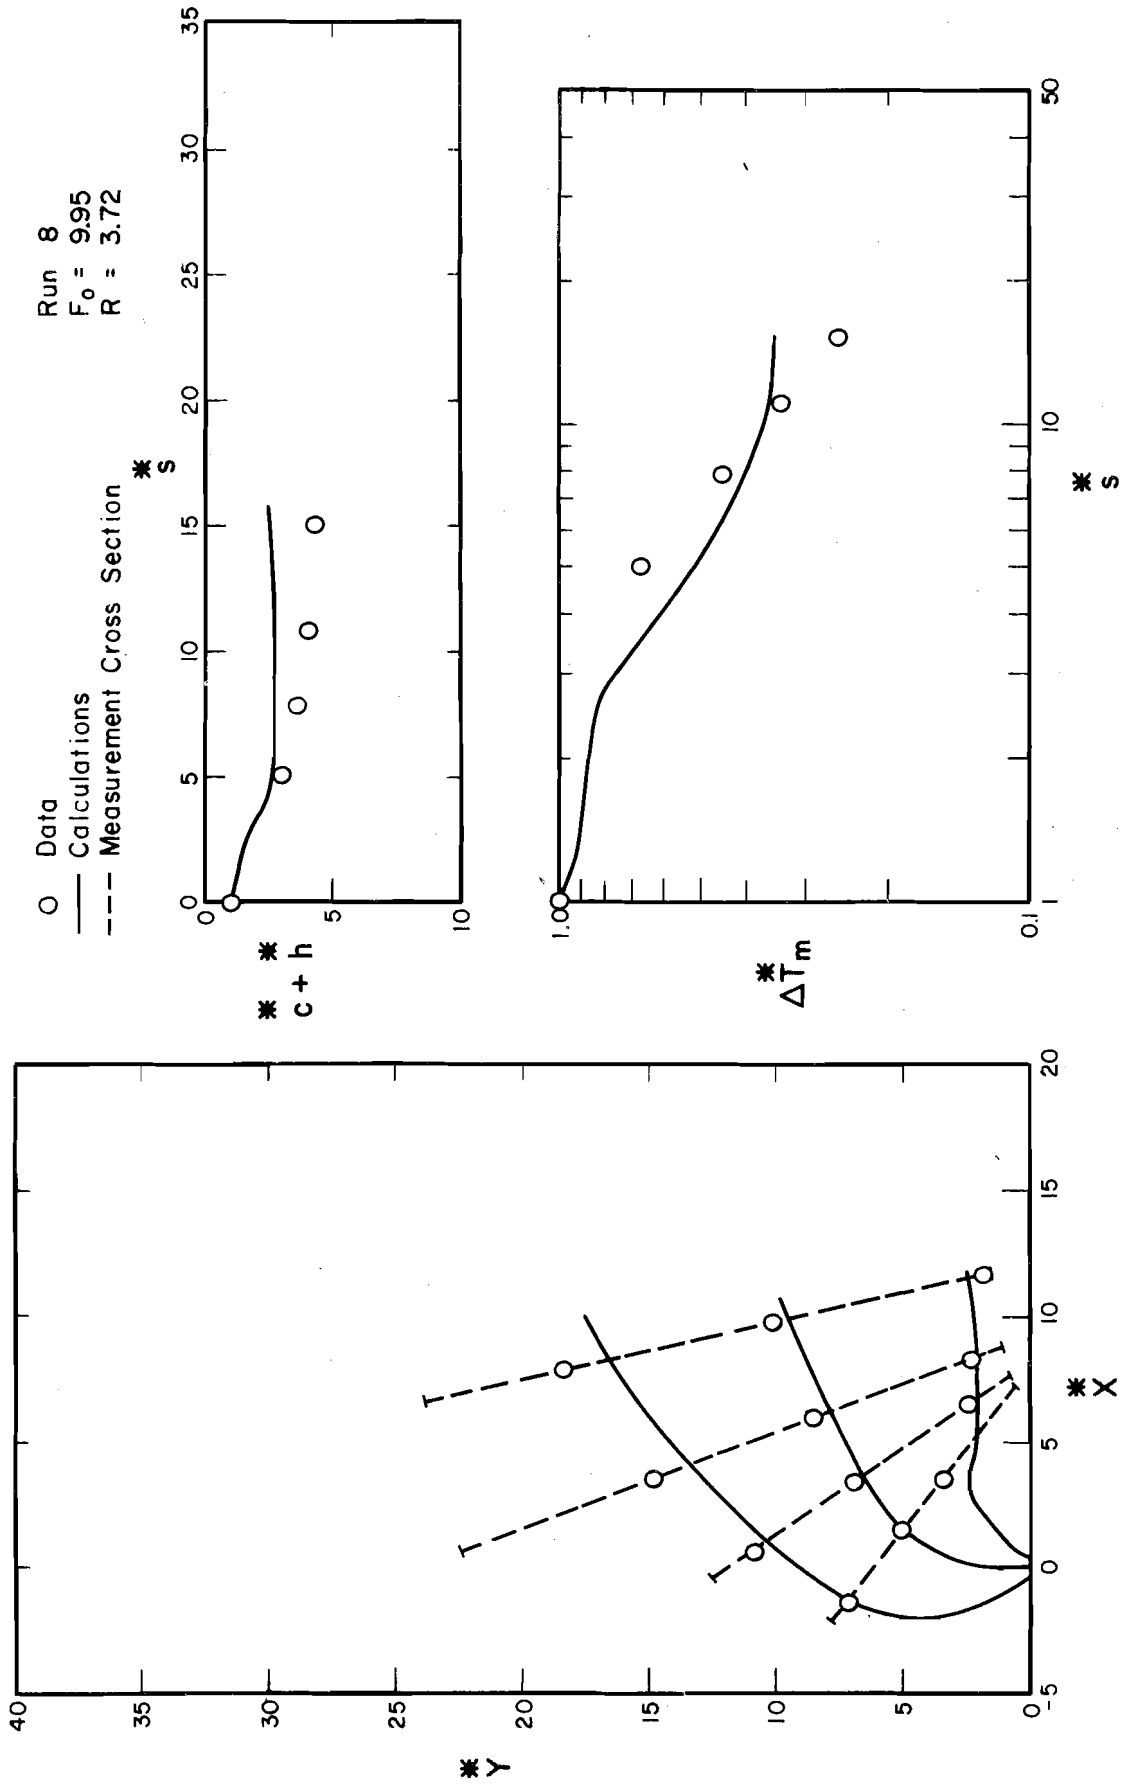 ○ Data
— Calculations
--- Measurement Cross Section
Run 8
F₀ = 9.95
R = 3.72
*s
0 5 10 15 20 25 30 35
*c + *h
0
5
10
Δ*Tm
1.0
0.1
1 10 50
*s
*Y
40
35
30
25
20
15
10
5
0
-5 0 5 10 15 20
*X